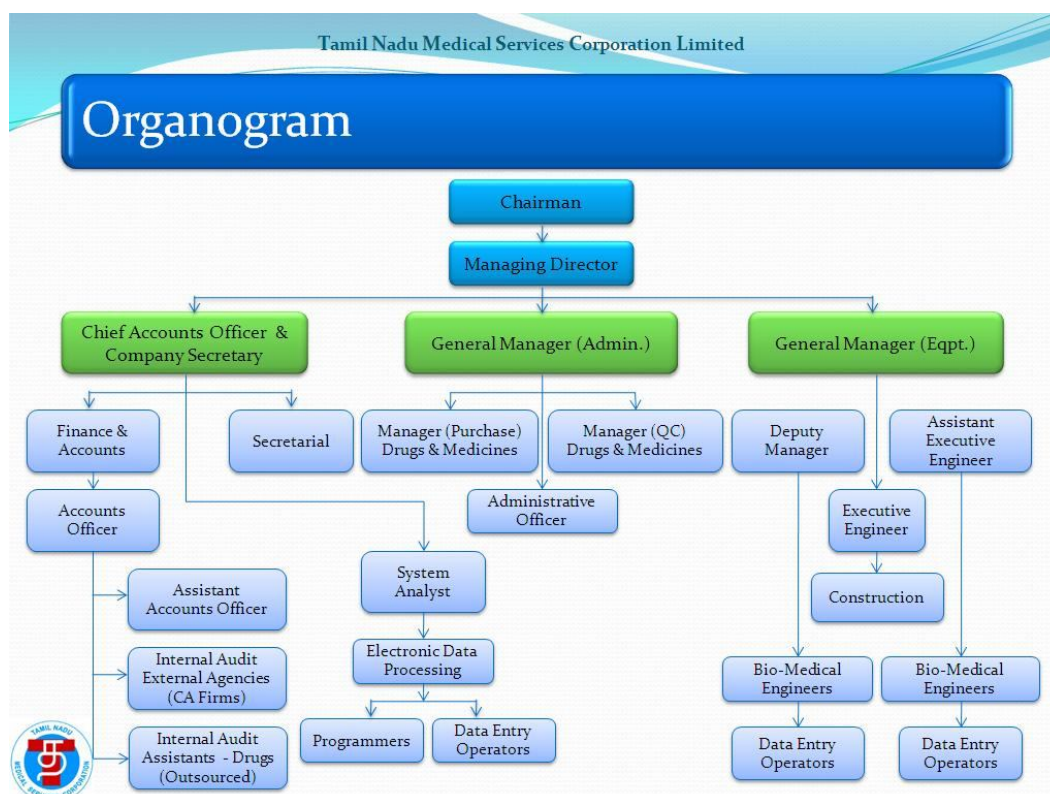 Tamil Nadu Medical Services Corporation Limited
Organogram
Chairman
Managing Director
Chief Accounts Officer &
Company Secretary
General Manager (Admin.)
General Manager (Eqpt.)
Finance &
Accounts
Secretarial
Manager (Purchase)
Drugs & Medicines
Manager (QC)
Drugs & Medicines
Deputy
Manager
Assistant
Executive
Engineer
Accounts
Officer
Administrative
Officer
Executive
Engineer
System
Analyst
Assistant
Accounts Officer
Construction
Electronic Data
Processing
Internal Audit
External Agencies
(CA Firms)
Bio-Medical
Engineers
Bio-Medical
Engineers
Programmers
Data Entry
Operators
Internal Audit
Assistants - Drugs
(Outsourced)
Data Entry
Operators
Data Entry
Operators
TAMIL NADU